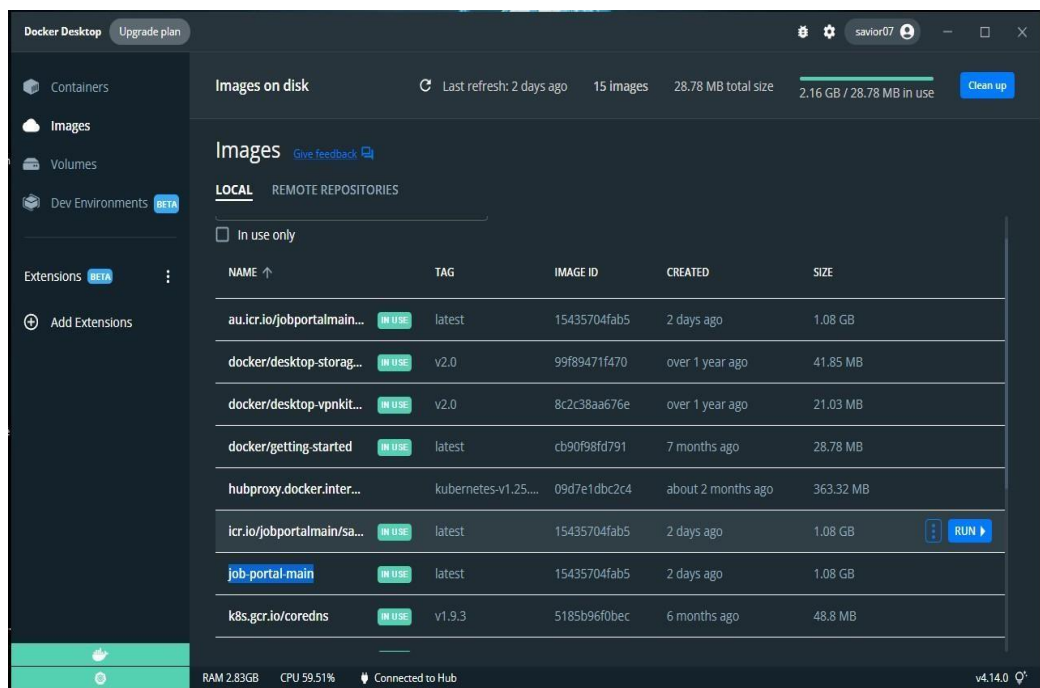 Docker Desktop Upgrade plan savior07
Containers
Images
Volumes
Dev Environments BETA
Extensions BETA
Add Extensions
Images on disk Last refresh: 2 days ago 15 images 28.78 MB total size 2.16 GB / 28.78 MB in use Clean up
Images Give feedback
LOCAL REMOTE REPOSITORIES
In use only
NAME TAG IMAGE ID CREATED SIZE
au.icr.io/jobportalmain... IN USE latest 15435704fab5 2 days ago 1.08 GB
docker/desktop-storag... IN USE v2.0 99f89471f470 over 1 year ago 41.85 MB
docker/desktop-vpnkit... IN USE v2.0 8c2c38aa676e over 1 year ago 21.03 MB
docker/getting-started IN USE latest cb90f98fd791 7 months ago 28.78 MB
hubproxy.docker.inter... kubernetes-v1.25.... 09d7e1dbc2c4 about 2 months ago 363.32 MB
icr.io/jobportalmain/sa... IN USE latest 15435704fab5 2 days ago 1.08 GB RUN
job-portal-main IN USE latest 15435704fab5 2 days ago 1.08 GB
k8s.gcr.io/coredns IN USE v1.9.3 5185b96f0bec 6 months ago 48.8 MB
RAM 2.83GB CPU 59.51% Connected to Hub v4.14.0